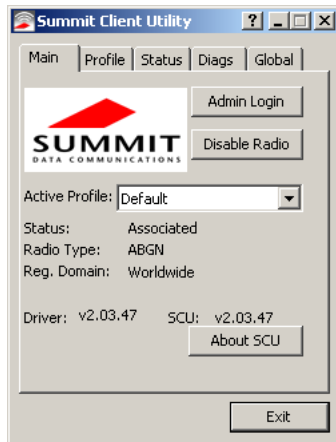 Summit Client Utility
Main Profile Status Diags Global
SUMMIT
DATA COMMUNICATIONS
Admin Login
Disable Radio
Active Profile: Default
Status: Associated
Radio Type: ABGN
Reg. Domain: Worldwide
Driver: v2.03.47 SCU: v2.03.47
About SCU
Exit